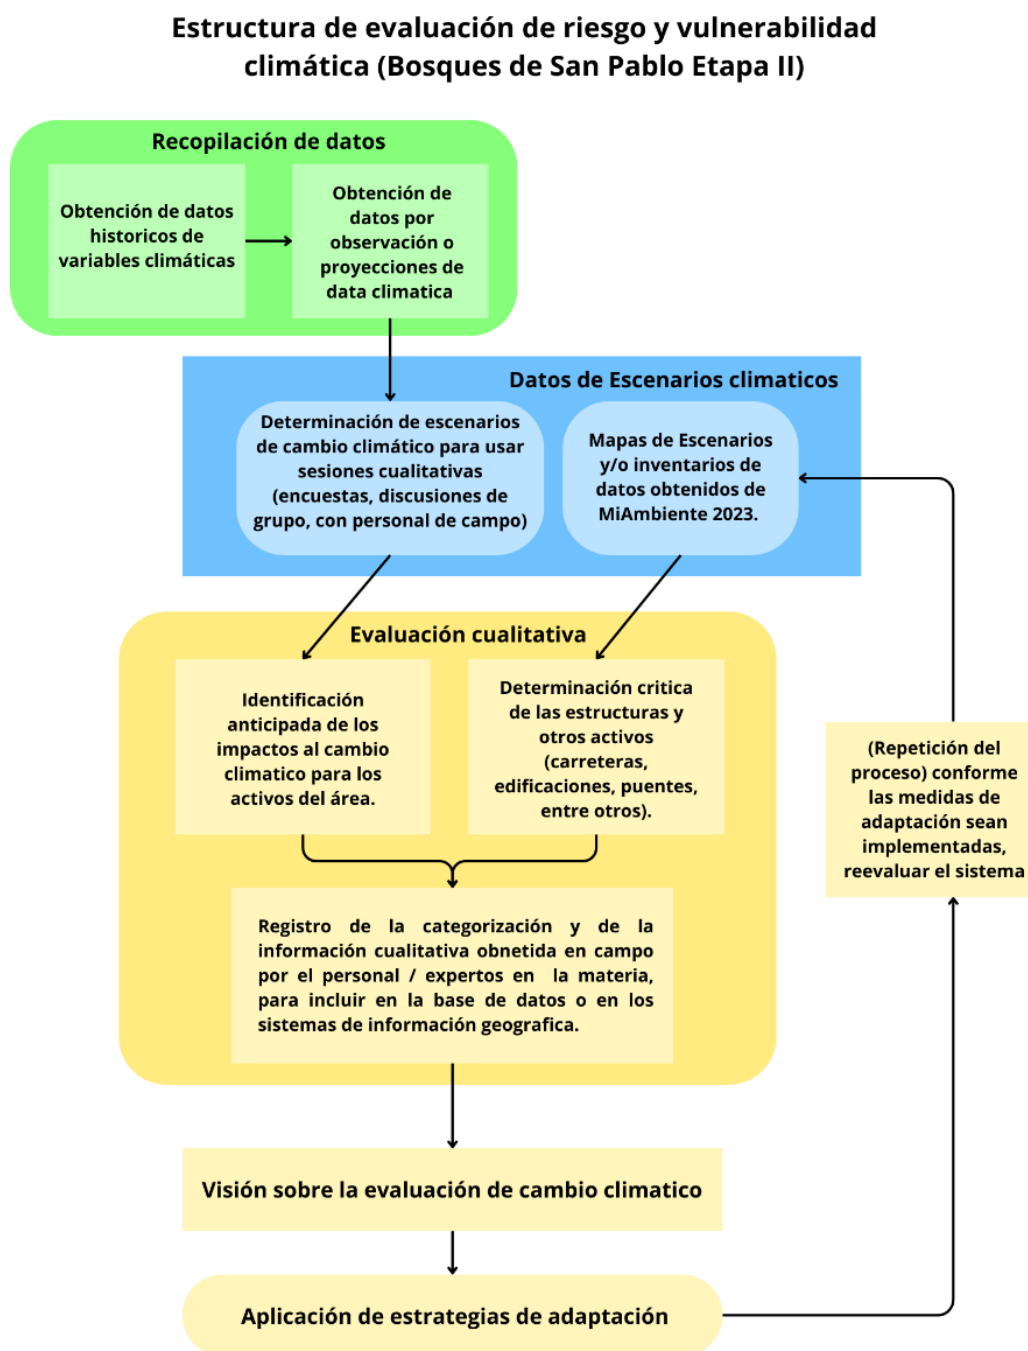 Estructura de evaluación de riesgo y vulnerabilidad
climática (Bosques de San Pablo Etapa II)
Recopilación de datos
Obtención de datos
historicos de
variables climáticas
Obtención de
datos por
observación o
proyecciones de
data climatica
Datos de Escenarios climaticos
Determinación de escenarios
de cambio climático para usar
sesiones cualitativas
(encuestas, discusiones de
grupo, con personal de campo)
Mapas de Escenarios
y/o inventarios de
datos obtenidos de
MiAmbiente 2023.
Evaluación cualitativa
Identificación
anticipada de los
impactos al cambio
climatico para los
activos del área.
Determinación critica
de las estructuras y
otros activos
(carreteras,
edificaciones, puentes,
entre otros).
(Repetición del
proceso) conforme
las medidas de
adaptación sean
implementadas,
reevaluar el sistema
Registro de la categorización y de la
información cualitativa obnetida en campo
por el personal / expertos en la materia,
para incluir en la base de datos o en los
sistemas de información geografica.
Visión sobre la evaluación de cambio climatico
Aplicación de estrategias de adaptación